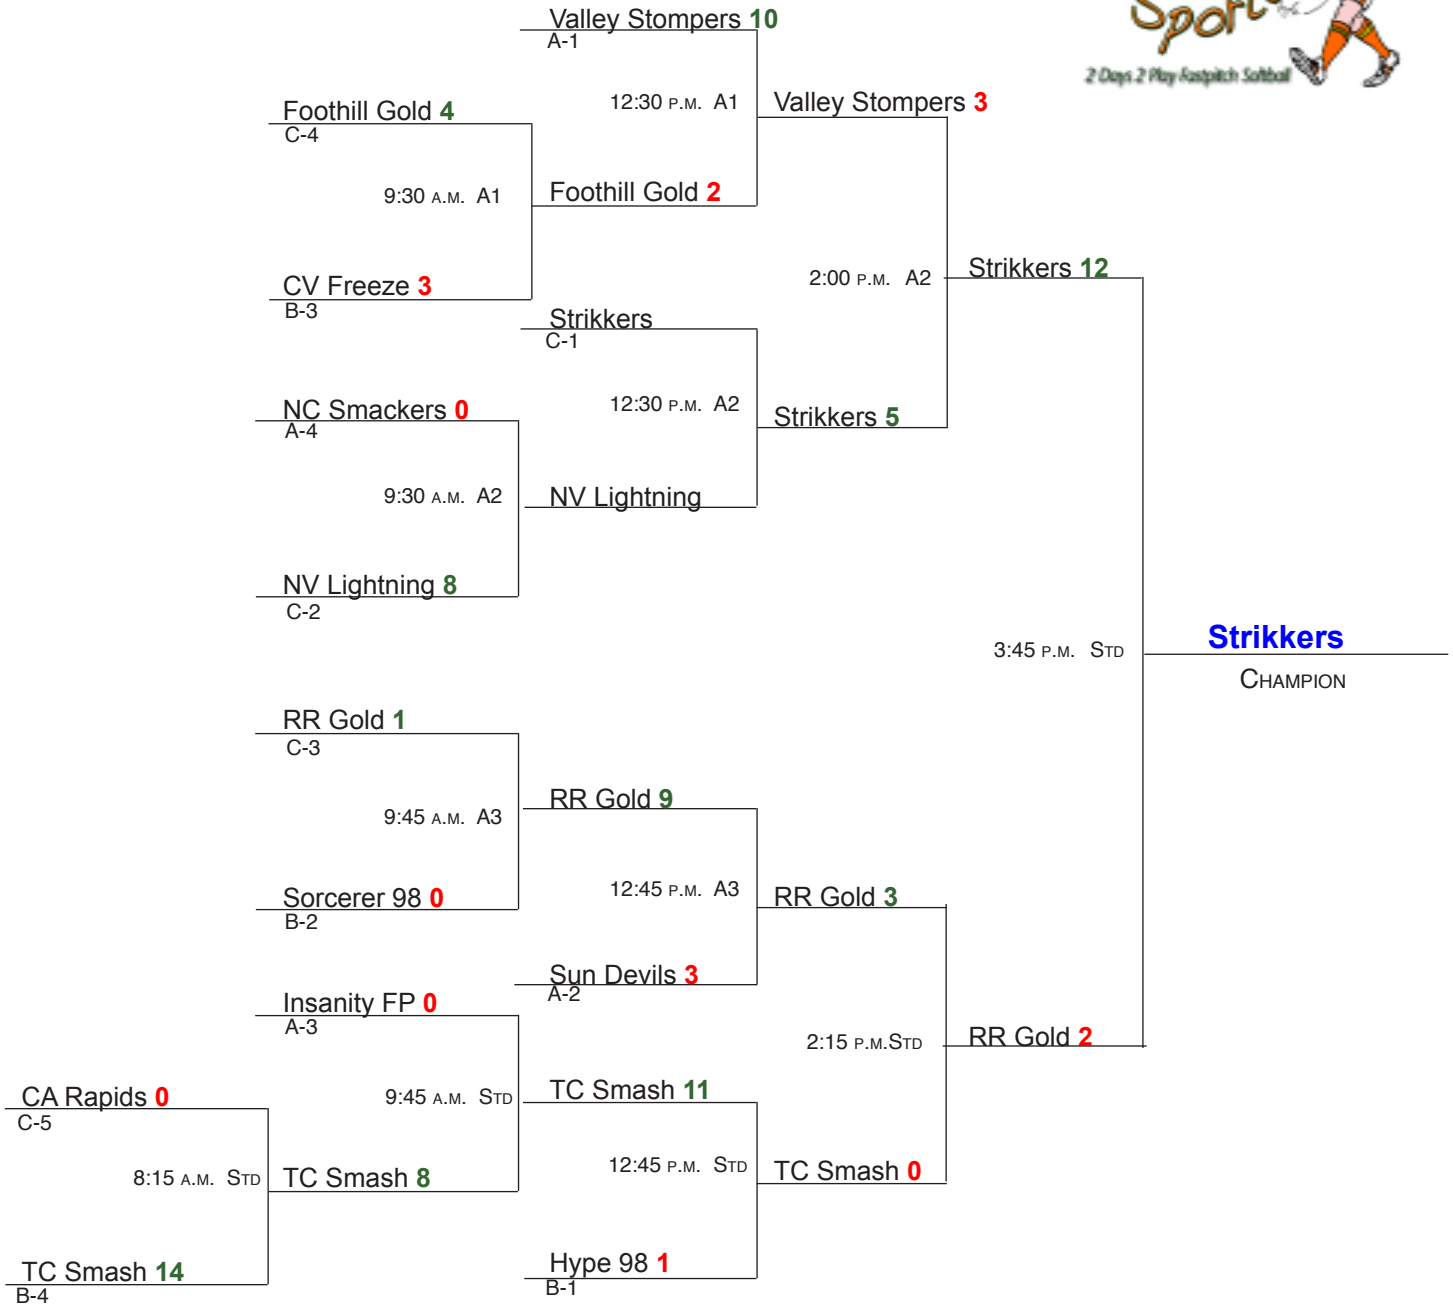 Valley Stompers 10
A-1
Sports
2 Days 2 Play Fastpitch Softball
12:30 P.M. A1
Valley Stompers 3
Foothill Gold 4
C-4
9:30 A.M. A1
Foothill Gold 2
CV Freeze 3
B-3
2:00 P.M. A2
Strikkers 12
Strikkers
C-1
NC Smackers 0
A-4
12:30 P.M. A2
Strikkers 5
9:30 A.M. A2
NV Lightning
NV Lightning 8
C-2
3:45 P.M. STD
Strikkers
CHAMPION
RR Gold 1
C-3
RR Gold 9
9:45 A.M. A3
Sorcerer 98 0
B-2
12:45 P.M. A3
RR Gold 3
Sun Devils 3
A-2
Insanity FP 0
A-3
2:15 P.M.STD
RR Gold 2
CA Rapids 0
C-5
9:45 A.M. STD
TC Smash 11
8:15 A.M. STD
TC Smash 8
12:45 P.M. STD
TC Smash 0
TC Smash 14
B-4
Hype 98 1
B-1